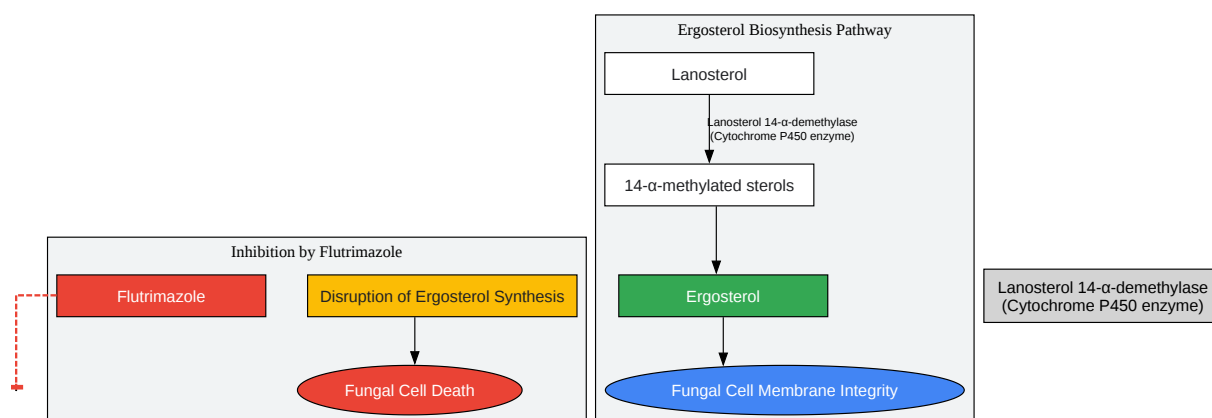 Ergosterol Biosynthesis Pathway
Lanosterol
Lanosterol 14-α-demethylase
(Cytochrome P450 enzyme)
14-α-methylated sterols
Inhibition by Flutrimazole
Flutrimazole
Disruption of Ergosterol Synthesis
Ergosterol
Lanosterol 14-α-demethylase
(Cytochrome P450 enzyme)
Fungal Cell Death
Fungal Cell Membrane Integrity